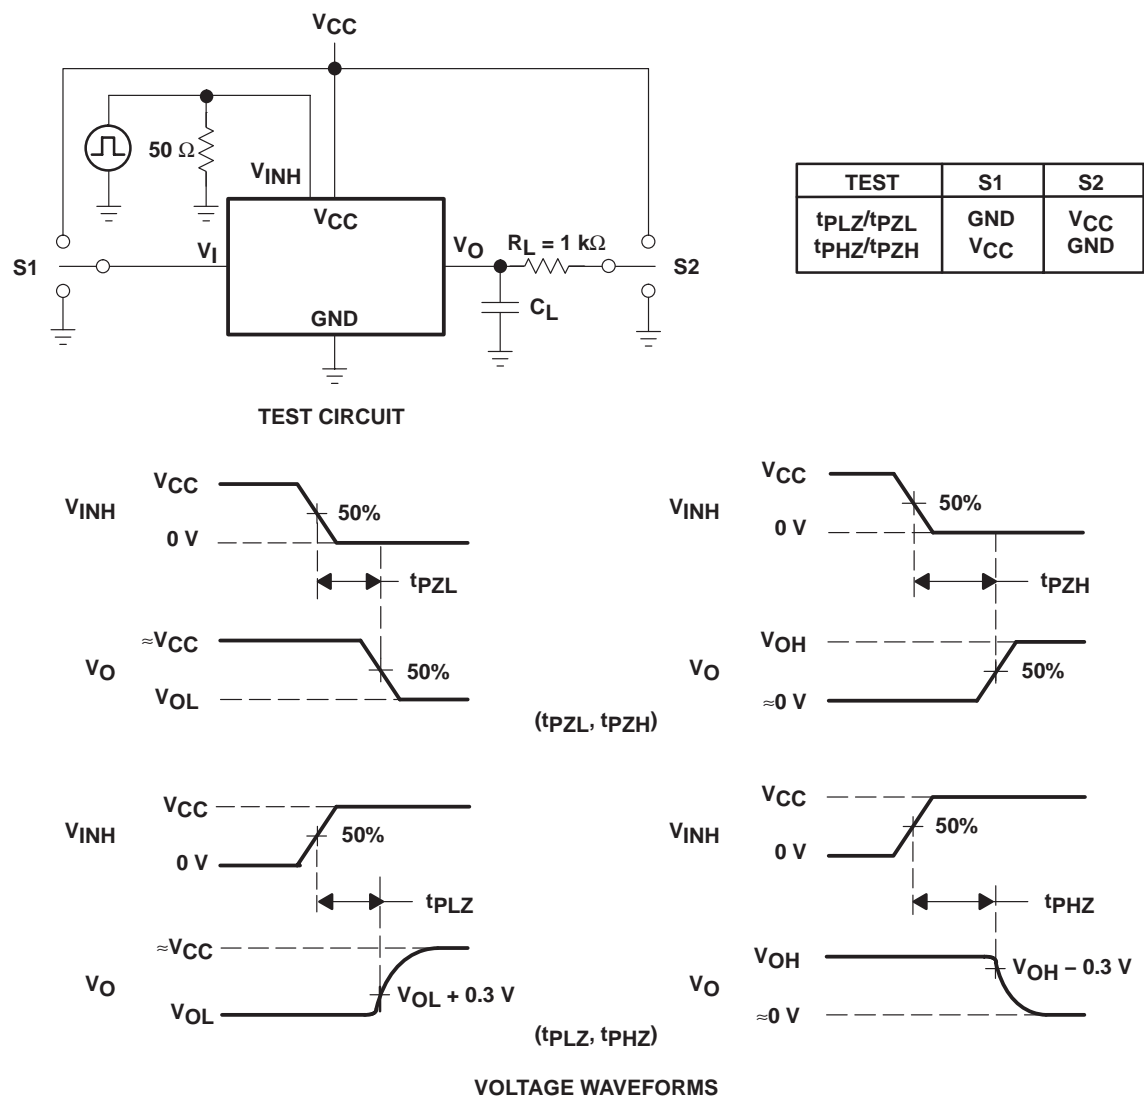 VCC
50 Ω
VINH
VCC
S1
VI
VO
RL = 1 kΩ
S2
CL
GND
TEST CIRCUIT
TEST S1 S2
tPLZ/tPZL GND VCC
tPHZ/tPZH VCC GND
VINH
VCC
50%
0 V
tPZL
VO
≈VCC
50%
VOL
VINH
VCC
50%
0 V
tPZH
VO
VOH
50%
≈0 V
(tPZL, tPZH)
VINH
VCC
50%
0 V
tPLZ
VO
≈VCC
VOL + 0.3 V
VOL
VINH
VCC
50%
0 V
tPHZ
VO
VOH
VOH − 0.3 V
≈0 V
(tPLZ, tPHZ)
VOLTAGE WAVEFORMS